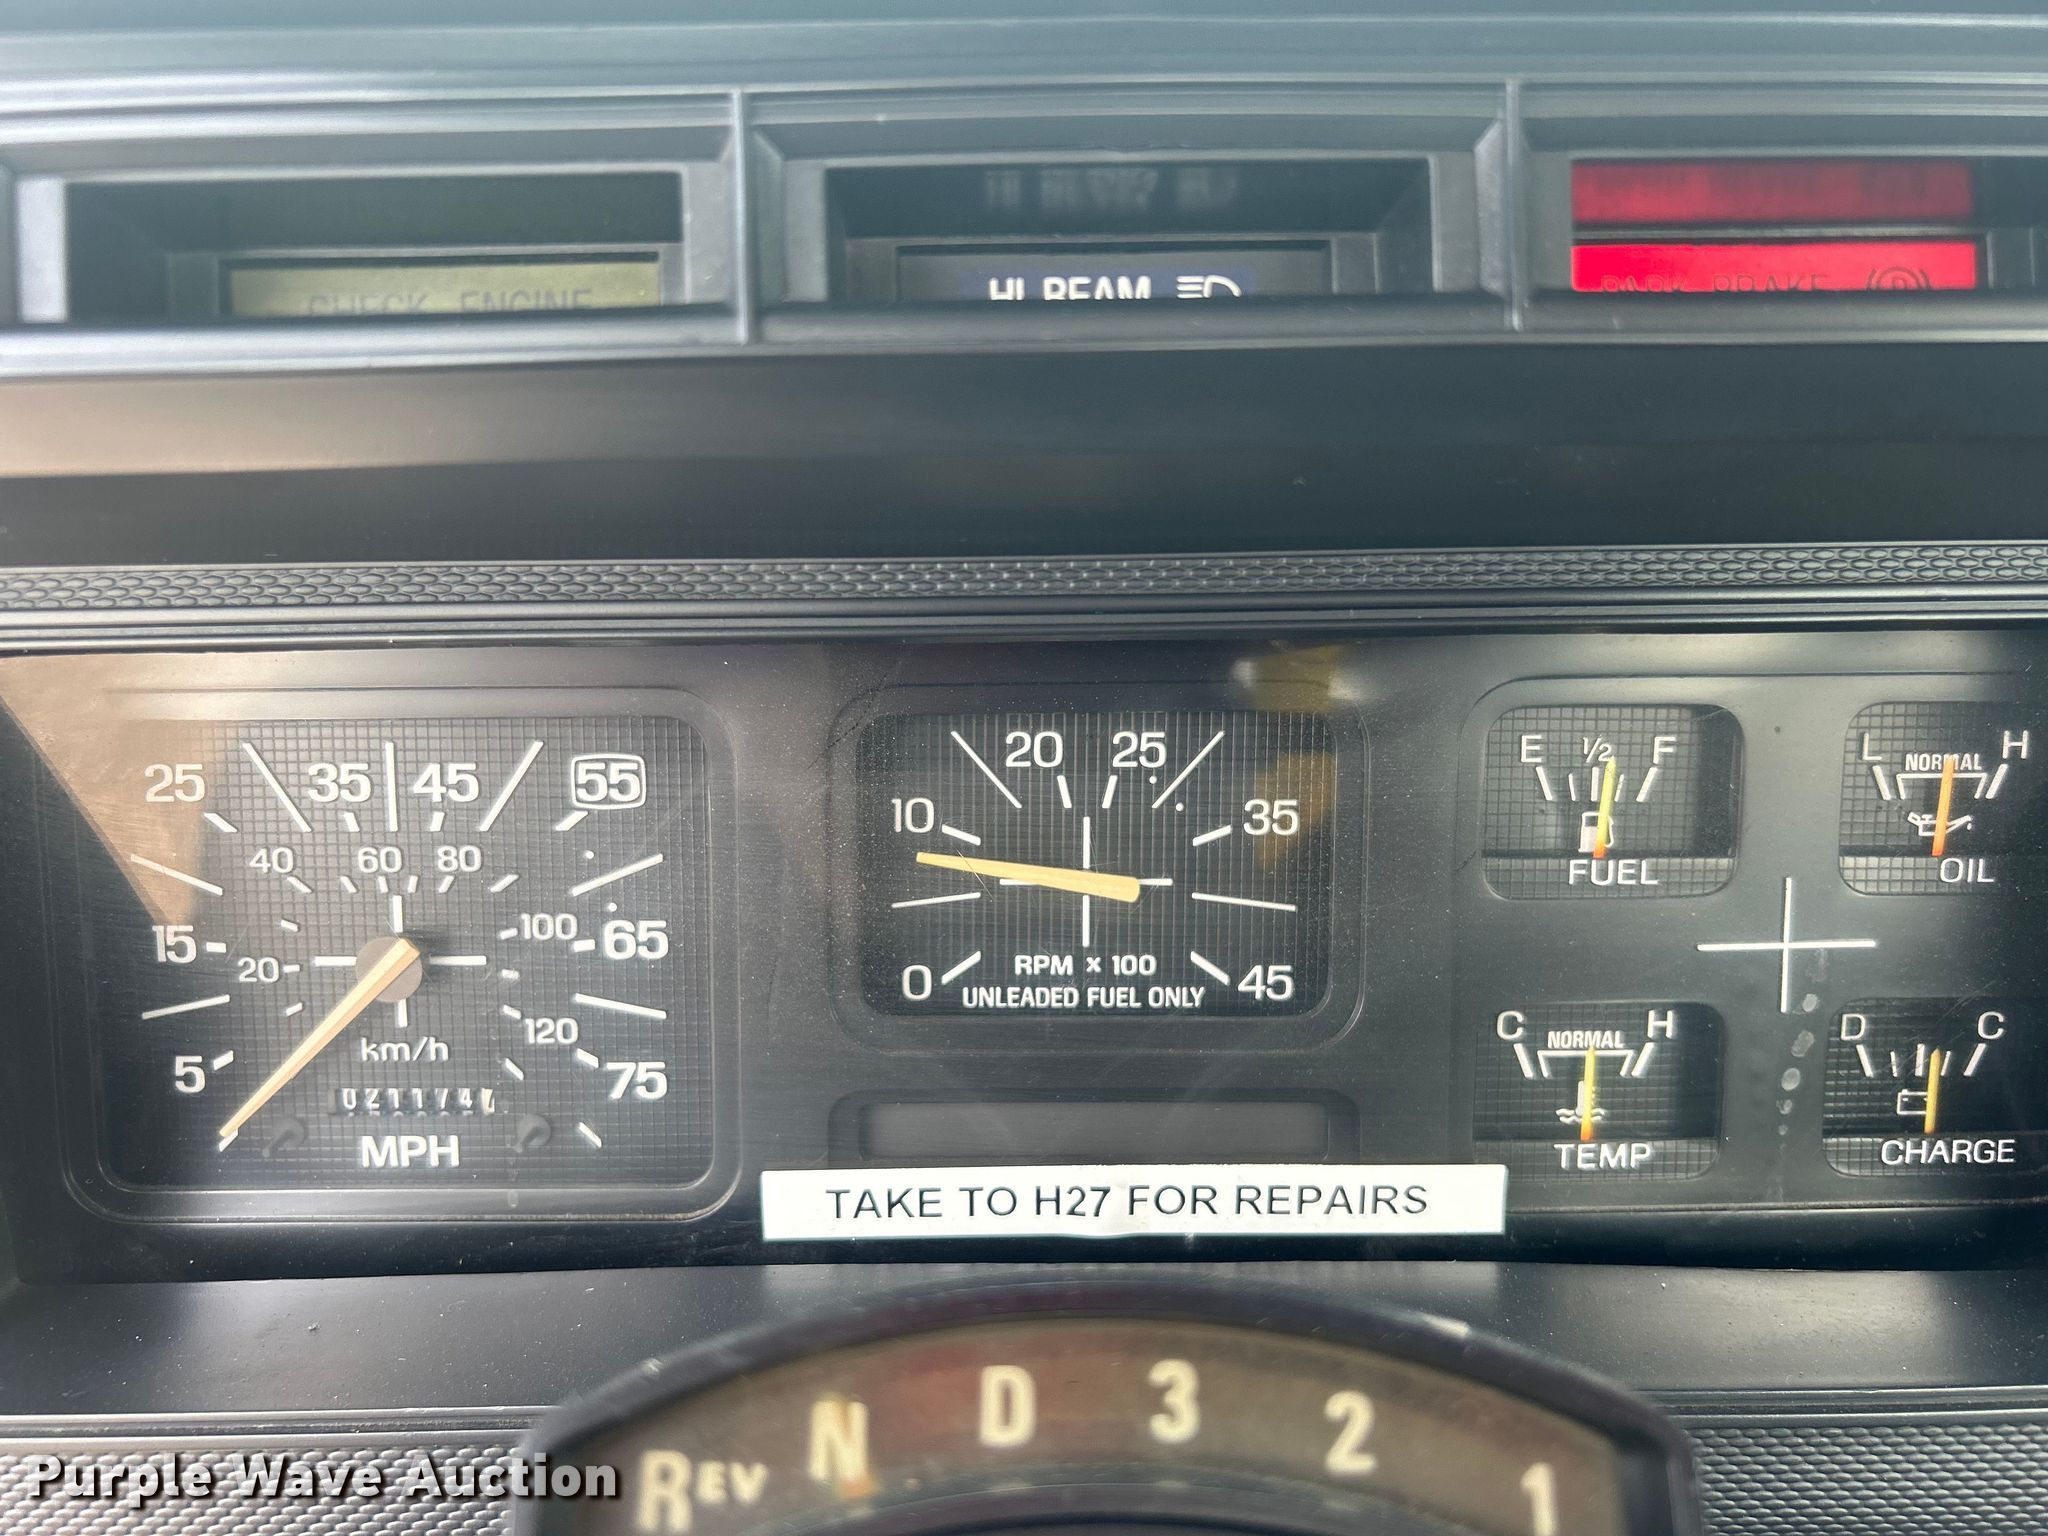 CHECK ENGINE
HI BEAM
PARK BRAKE (P)
25 35 45 55
40 60 80
15 20 100 65
km/h 120
5 75
MPH
20 25
10 35
RPM x 100
0 45
UNLEADED FUEL ONLY
E 1/2 F
FUEL
L NORMAL H
OIL
C NORMAL H
TEMP
D C
CHARGE
TAKE TO H27 FOR REPAIRS
REV N D 3 2 1
Purple Wave Auction